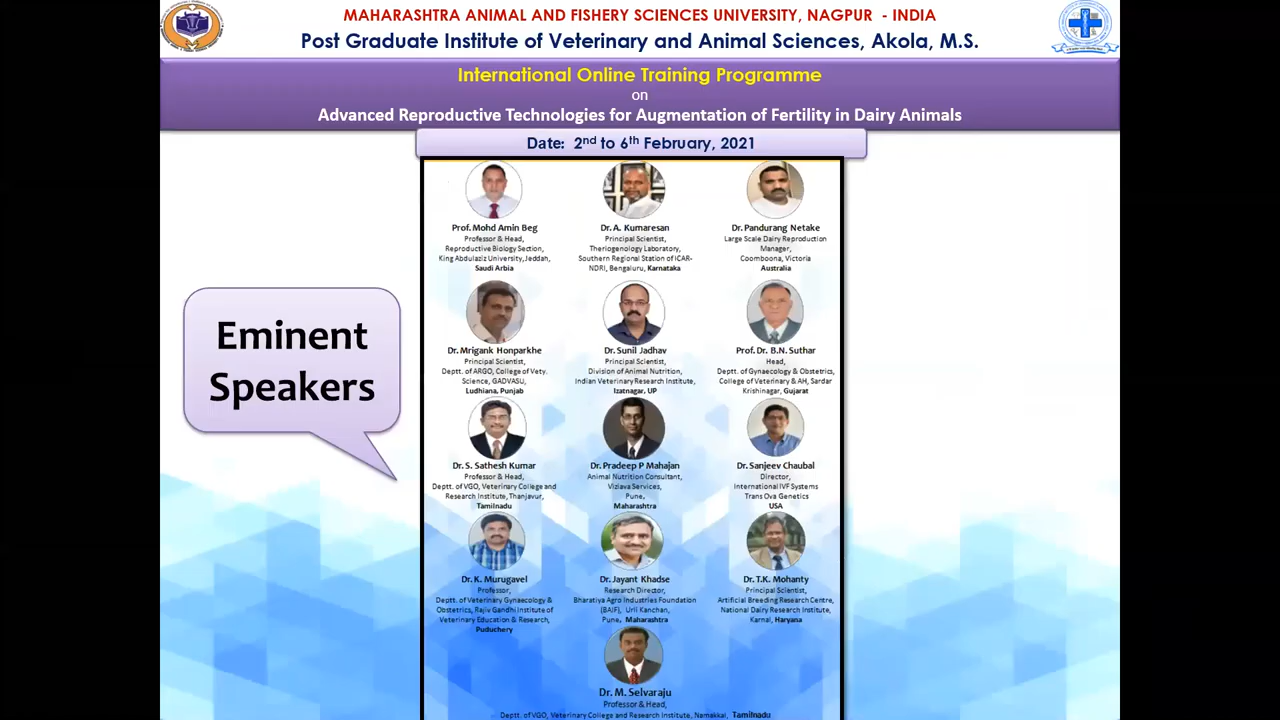 MAHARASHTRA ANIMAL AND FISHERY SCIENCES UNIVERSITY, NAGPUR - INDIA
Post Graduate Institute of Veterinary and Animal Sciences, Akola, M.S.
International Online Training Programme
on
Advanced Reproductive Technologies for Augmentation of Fertility in Dairy Animals
Date: 2nd to 6th February, 2021
Eminent
Speakers
Prof. Mohd Amin Beg
Professor & Head,
Reproductive Biology Section,
King Abdulaziz University, Jeddah,
Saudi Arbia
Dr. A. Kumaresan
Principal Scientist,
Theriogenology Laboratory,
Southern Regional Station of ICAR-
NDRI, Bengaluru, Karnataka
Dr. Pandurang Netake
Large Scale Dairy Reproduction
Manager,
Coomboona, Victoria
Australia
Dr. Mrigank Honparkhe
Principal Scientist,
Deptt. of ARGO, College of Vety.
Science, GADVASU,
Ludhiana, Punjab
Dr. Sunil Jadhav
Principal Scientist,
Division of Animal Nutrition,
Indian Veterinary Research Institute,
Izatnagar, UP
Prof. Dr. B.N. Suthar
Head,
Deptt. of Gynaecology & Obstetrics,
College of Veterinary & AH, Sardar
Krishinagar, Gujarat
Dr. S. Sathesh Kumar
Professor & Head,
Deptt. of VGO, Veterinary College and
Research Institute, Thanjavur,
Tamilnadu
Dr. Pradeep P Mahajan
Animal Nutrition Consultant,
Viziava Services,
Pune,
Maharashtra
Dr. Sanjeev Chaubal
Director,
International IVF Systems
Trans Ova Genetics
USA
Dr. K. Murugavel
Professor,
Deptt. of Veterinary Gynaecology &
Obstetrics, Rajiv Gandhi Institute of
Veterinary Education & Research,
Puduchery
Dr. Jayant Khadse
Research Director,
Bharatiya Agro Industries Foundation
(BAIF), Urli Kanchan,
Pune, Maharashtra
Dr. T.K. Mohanty
Principal Scientist,
Artificial Breeding Research Centre,
National Dairy Research Institute,
Karnal, Haryana
Dr. M. Selvaraju
Professor & Head,
Deptt. of VGO, Veterinary College and Research Institute, Namakkal, Tamilnadu